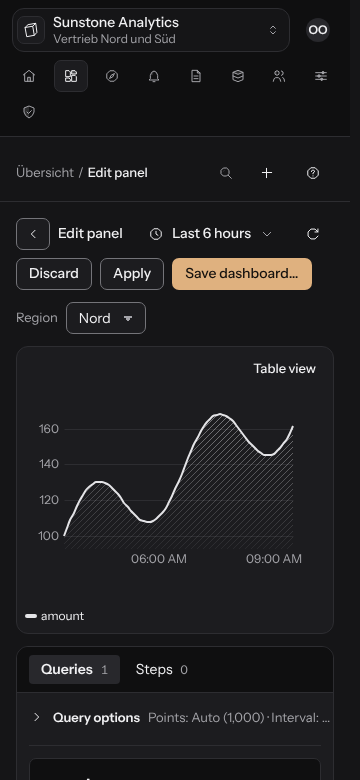 Sunstone Analytics
Vertrieb Nord und Süd
OO
Übersicht / Edit panel
Edit panel
Last 6 hours
Discard
Apply
Save dashboard...
Region
Nord
Table view
160
140
120
100
06:00 AM
09:00 AM
amount
Queries 1
Steps 0
Query options
Points: Auto (1,000) · Interval: ...